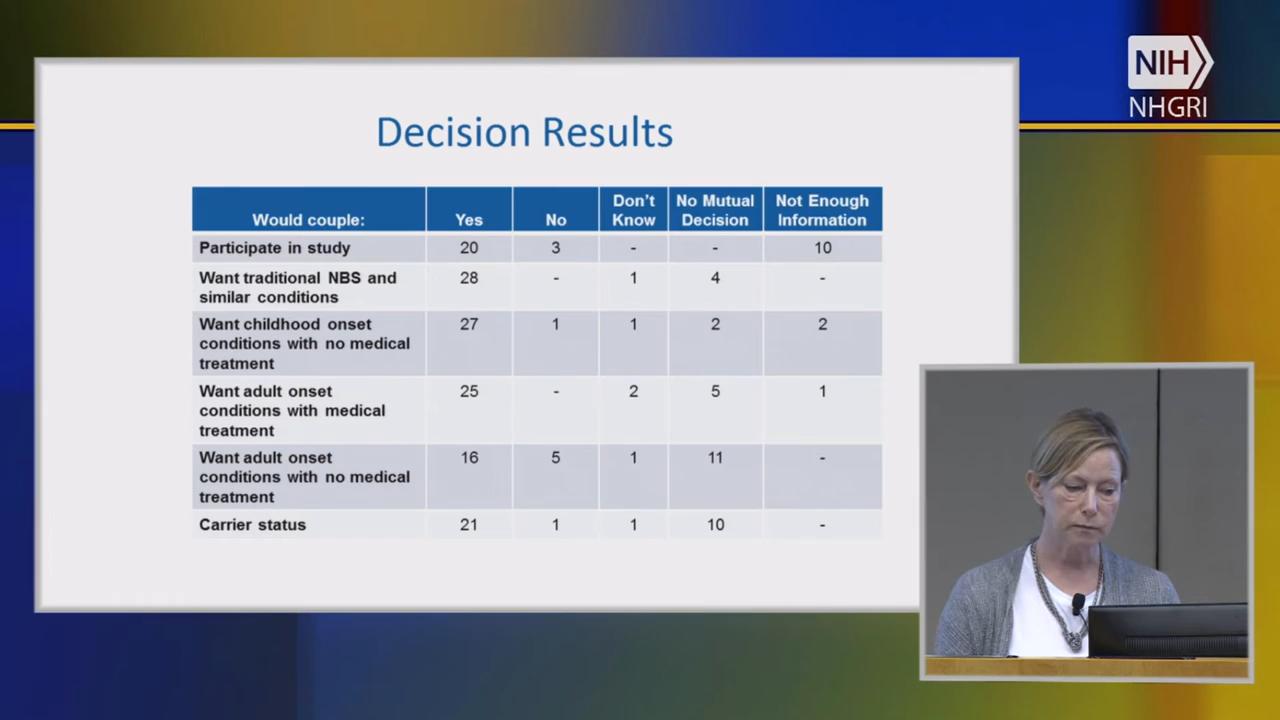 NIH
NHGRI
Decision Results
Would couple: Yes No Don't Know No Mutual Decision Not Enough Information
Participate in study 20 3 - - 10
Want traditional NBS and similar conditions 28 - 1 4 -
Want childhood onset conditions with no medical treatment 27 1 1 2 2
Want adult onset conditions with medical treatment 25 - 2 5 1
Want adult onset conditions with no medical treatment 16 5 1 11 -
Carrier status 21 1 1 10 -